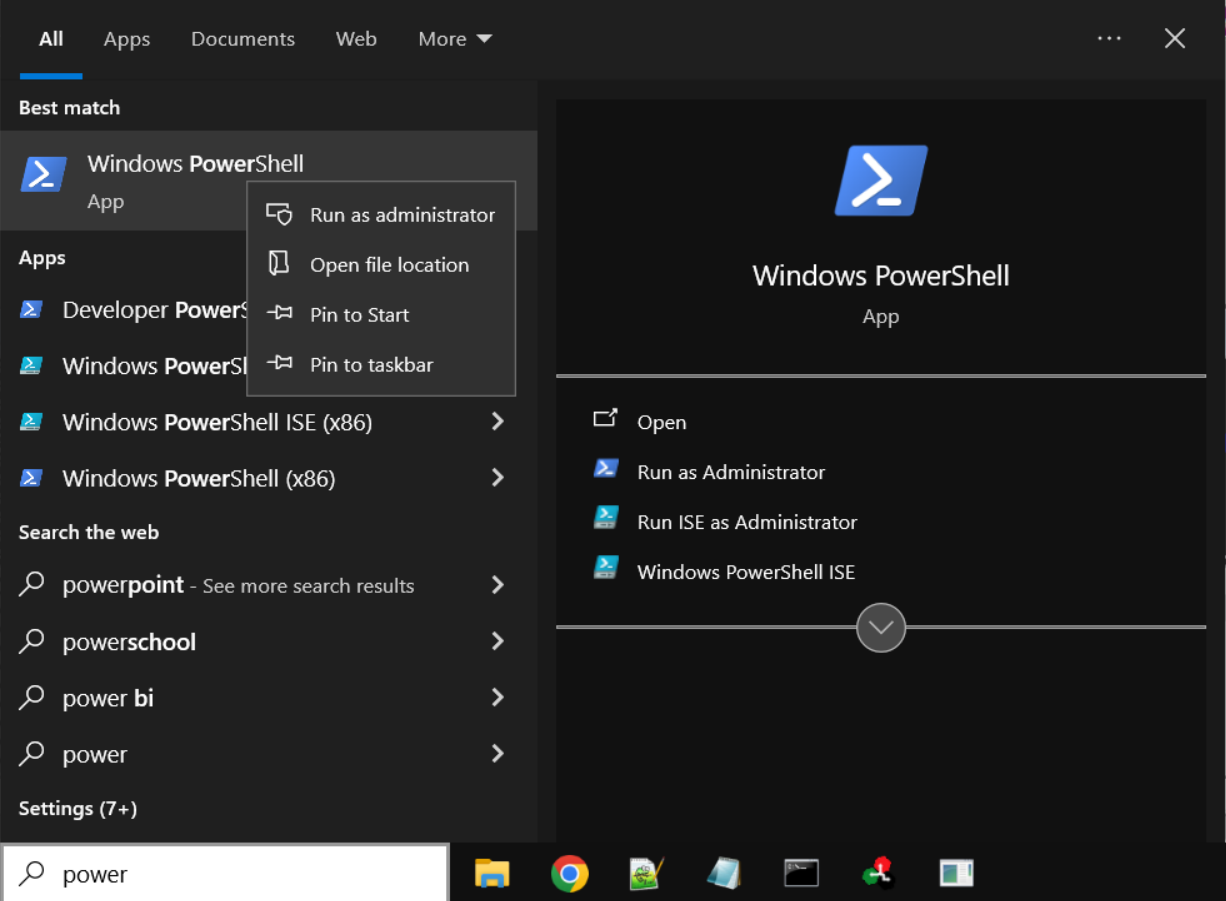 All Apps Documents Web More
Best match
Windows PowerShell
App
Run as administrator
Open file location
Pin to Start
Pin to taskbar
Apps
Developer Power
Windows PowerSh
Windows PowerShell ISE (x86)
Windows PowerShell (x86)
Search the web
powerpoint - See more search results
powerschool
power bi
power
Settings (7+)
power
Windows PowerShell
App
Open
Run as Administrator
Run ISE as Administrator
Windows PowerShell ISE